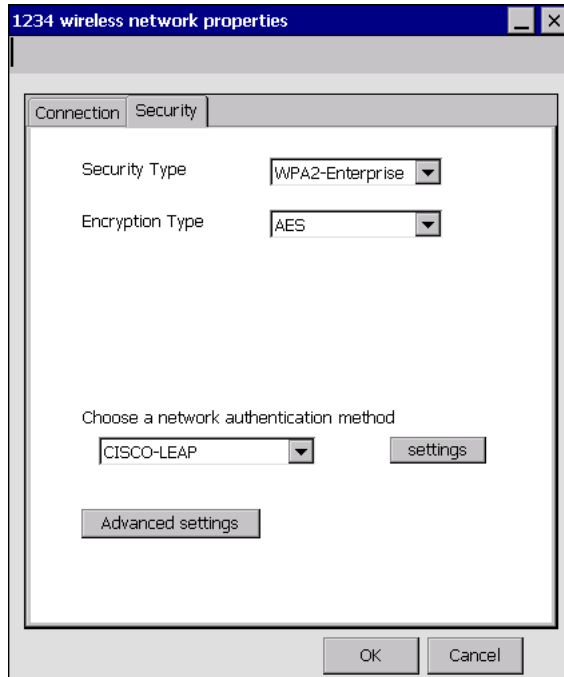 1234 wireless network properties
Connection Security
Security Type WPA2-Enterprise
Encryption Type AES
Choose a network authentication method
CISCO-LEAP settings
Advanced settings
OK Cancel